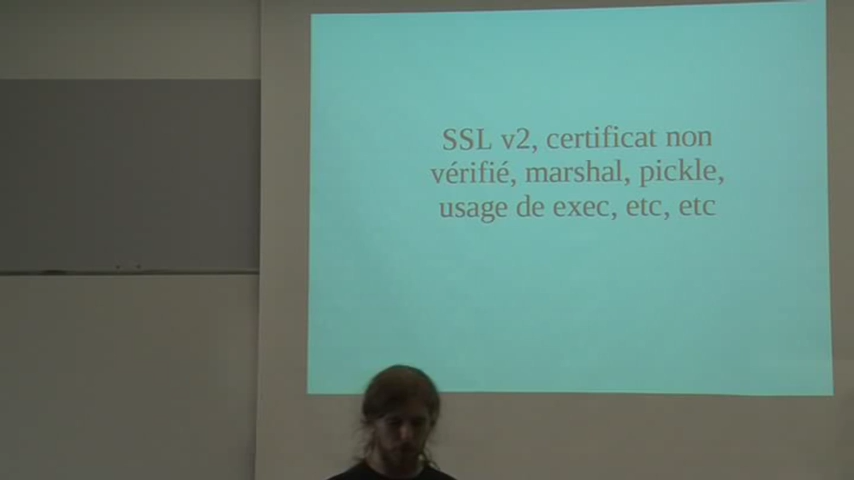 SSL v2, certificat non
vérifié, marshal, pickle,
usage de exec, etc, etc